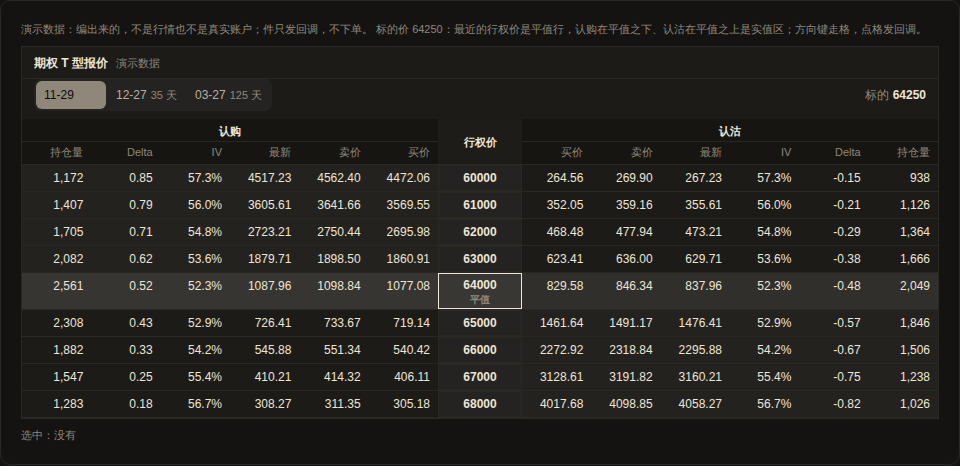 演示数据：编出来的，不是行情也不是真实账户；件只发回调，不下单。 标的价 64250：最近的行权价是平值行，认购在平值之下、认沽在平值之上是实值区；方向键走格，点格发回调。
期权 T 型报价 演示数据
11-29 12-27 35 天 03-27 125 天 标的 64250
认购 行权价 认沽
持仓量 Delta IV 最新 卖价 买价 买价 卖价 最新 IV Delta 持仓量
1,172 0.85 57.3% 4517.23 4562.40 4472.06 60000 264.56 269.90 267.23 57.3% -0.15 938
1,407 0.79 56.0% 3605.61 3641.66 3569.55 61000 352.05 359.16 355.61 56.0% -0.21 1,126
1,705 0.71 54.8% 2723.21 2750.44 2695.98 62000 468.48 477.94 473.21 54.8% -0.29 1,364
2,082 0.62 53.6% 1879.71 1898.50 1860.91 63000 623.41 636.00 629.71 53.6% -0.38 1,666
2,561 0.52 52.3% 1087.96 1098.84 1077.08 64000 829.58 846.34 837.96 52.3% -0.48 2,049
平值
2,308 0.43 52.9% 726.41 733.67 719.14 65000 1461.64 1491.17 1476.41 52.9% -0.57 1,846
1,882 0.33 54.2% 545.88 551.34 540.42 66000 2272.92 2318.84 2295.88 54.2% -0.67 1,506
1,547 0.25 55.4% 410.21 414.32 406.11 67000 3128.61 3191.82 3160.21 55.4% -0.75 1,238
1,283 0.18 56.7% 308.27 311.35 305.18 68000 4017.68 4098.85 4058.27 56.7% -0.82 1,026
选中：没有